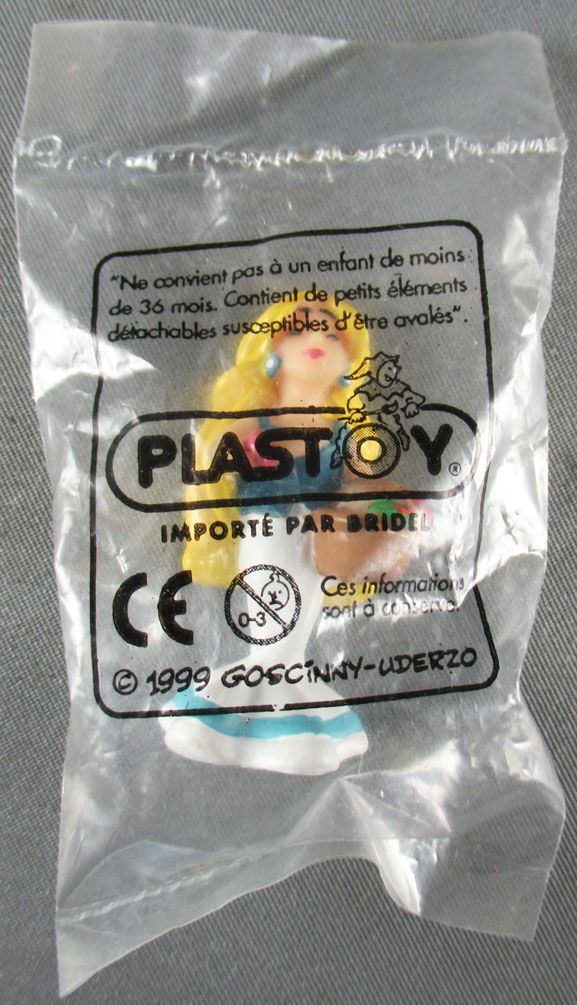 "Ne convient pas à un enfant de moins
de 36 mois. Contient de petits éléments
détachables susceptibles d'être avalés".
PLASTOY®
IMPORTÉ PAR BRIDEL
CE
0-3
Ces informations
sont à conserver
© 1999 GOSCINNY-UDERZO